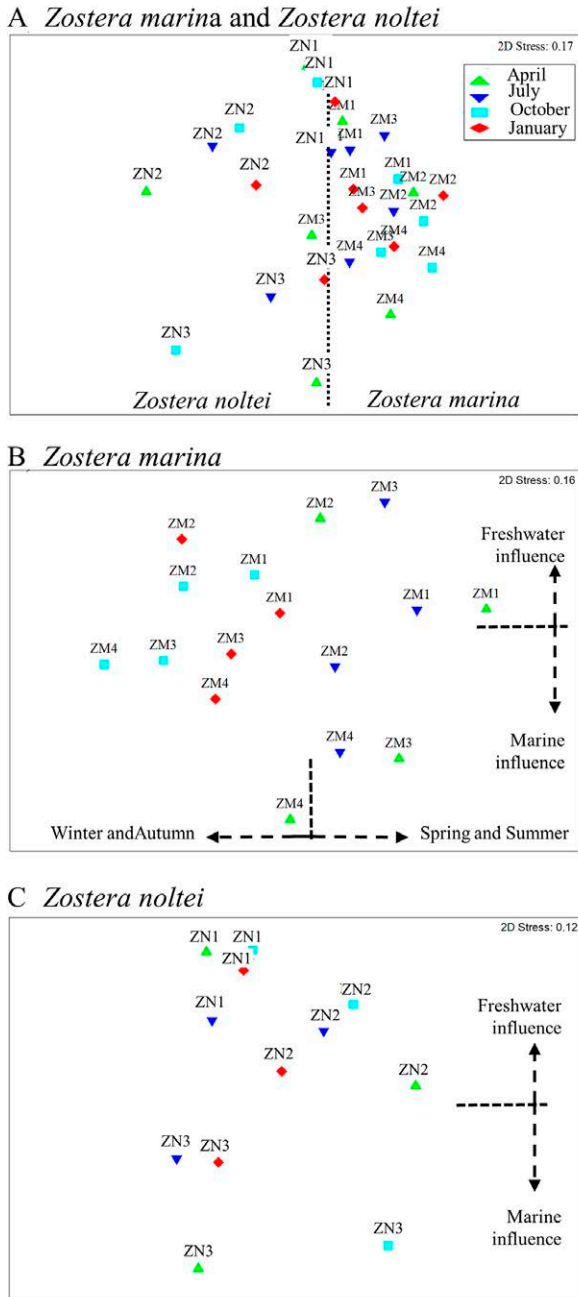 A Zostera marina and Zostera noltei
2D Stress: 0.17
April
July
October
January
ZN1
ZN1
ZN1
ZM1
ZN2
ZM3
ZN2
ZN1
ZM1
ZN2
ZM1
ZN2
ZM1
ZM2
ZM2
ZM3
ZM2
ZM2
ZM3
ZM4
ZM3
ZM4
ZM4
ZN3
ZN3
ZM4
ZN3
ZN3
Zostera noltei
Zostera marina
B Zostera marina
2D Stress: 0.16
ZM3
ZM2
ZM2
Freshwater
influence
ZM1
ZM2
ZM1
ZM1
ZM1
ZM4
ZM3
ZM3
ZM2
ZM4
ZM4
ZM3
Marine
influence
ZM4
Winter andAutumn
Spring and Summer
C Zostera noltei
2D Stress: 0.12
ZN1
ZN1
ZN1
ZN2
ZN1
ZN2
Freshwater
influence
ZN2
ZN2
ZN3
ZN3
Marine
influence
ZN3
ZN3